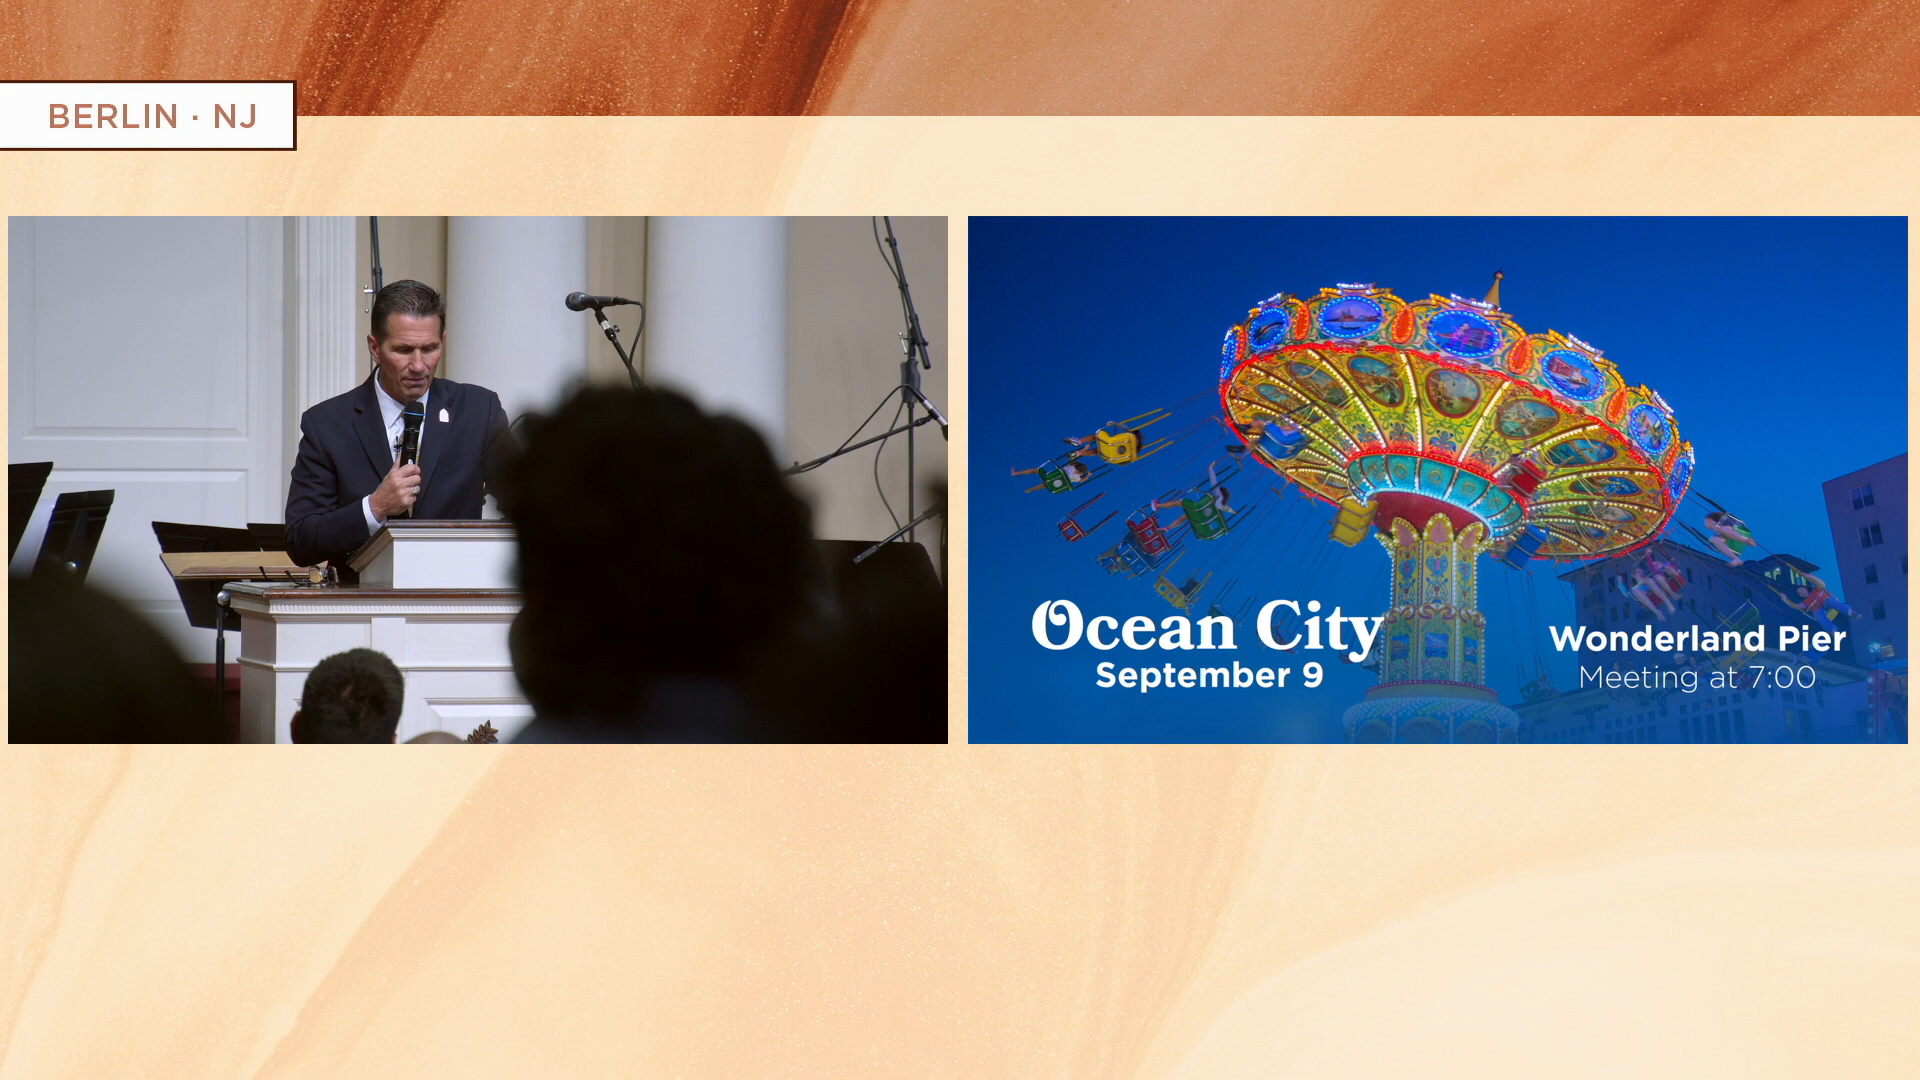 BERLIN · NJ
Ocean City
September 9
Wonderland Pier
Meeting at 7:00